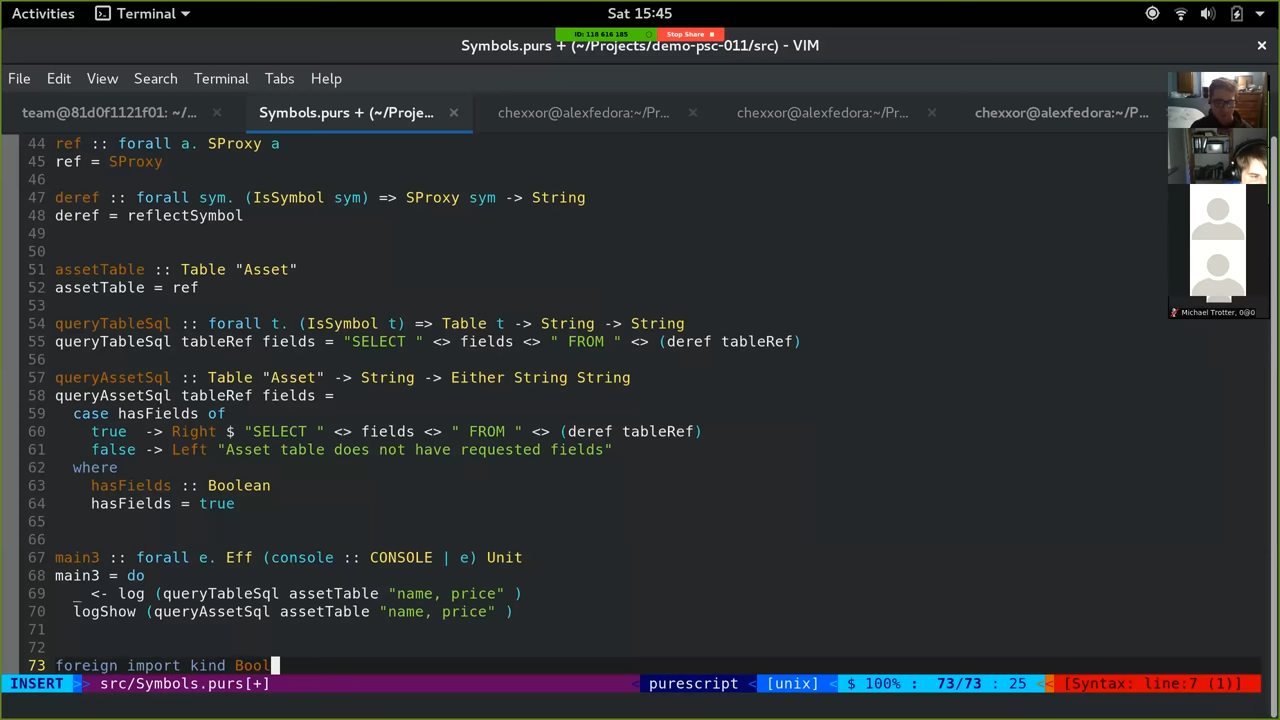 Activities Terminal Sat 15:45
ID: 118 616 185 Stop Share
Symbols.purs + (~/Projects/demo-psc-011/src) - VIM
File Edit View Search Terminal Tabs Help
team@81d0f1121f01: ~/... Symbols.purs + (~/Proje... chexxor@alexfedora:~/Pr... chexxor@alexfedora:~/Pr... chexxor@alexfedora:~/P...
44 ref :: forall a. SProxy a
45 ref = SProxy
46
47 deref :: forall sym. (IsSymbol sym) => SProxy sym -> String
48 deref = reflectSymbol
49
50
51 assetTable :: Table "Asset"
52 assetTable = ref
53
54 queryTableSql :: forall t. (IsSymbol t) => Table t -> String -> String
55 queryTableSql tableRef fields = "SELECT " <> fields <> " FROM " <> (deref tableRef)
56
57 queryAssetSql :: Table "Asset" -> String -> Either String String
58 queryAssetSql tableRef fields =
59   case hasFields of
60     true  -> Right $ "SELECT " <> fields <> " FROM " <> (deref tableRef)
61     false -> Left "Asset table does not have requested fields"
62   where
63     hasFields :: Boolean
64     hasFields = true
65
66
67 main3 :: forall e. Eff (console :: CONSOLE | e) Unit
68 main3 = do
69   _ <- log (queryTableSql assetTable "name, price" )
70   logShow (queryAssetSql assetTable "name, price" )
71
72
73 foreign import kind Bool
INSERT >> src/Symbols.purs[+] < purescript < [unix] $ 100% : 73/73 : 25 << [Syntax: line:7 (1)]
Michael Trotter, 0@0